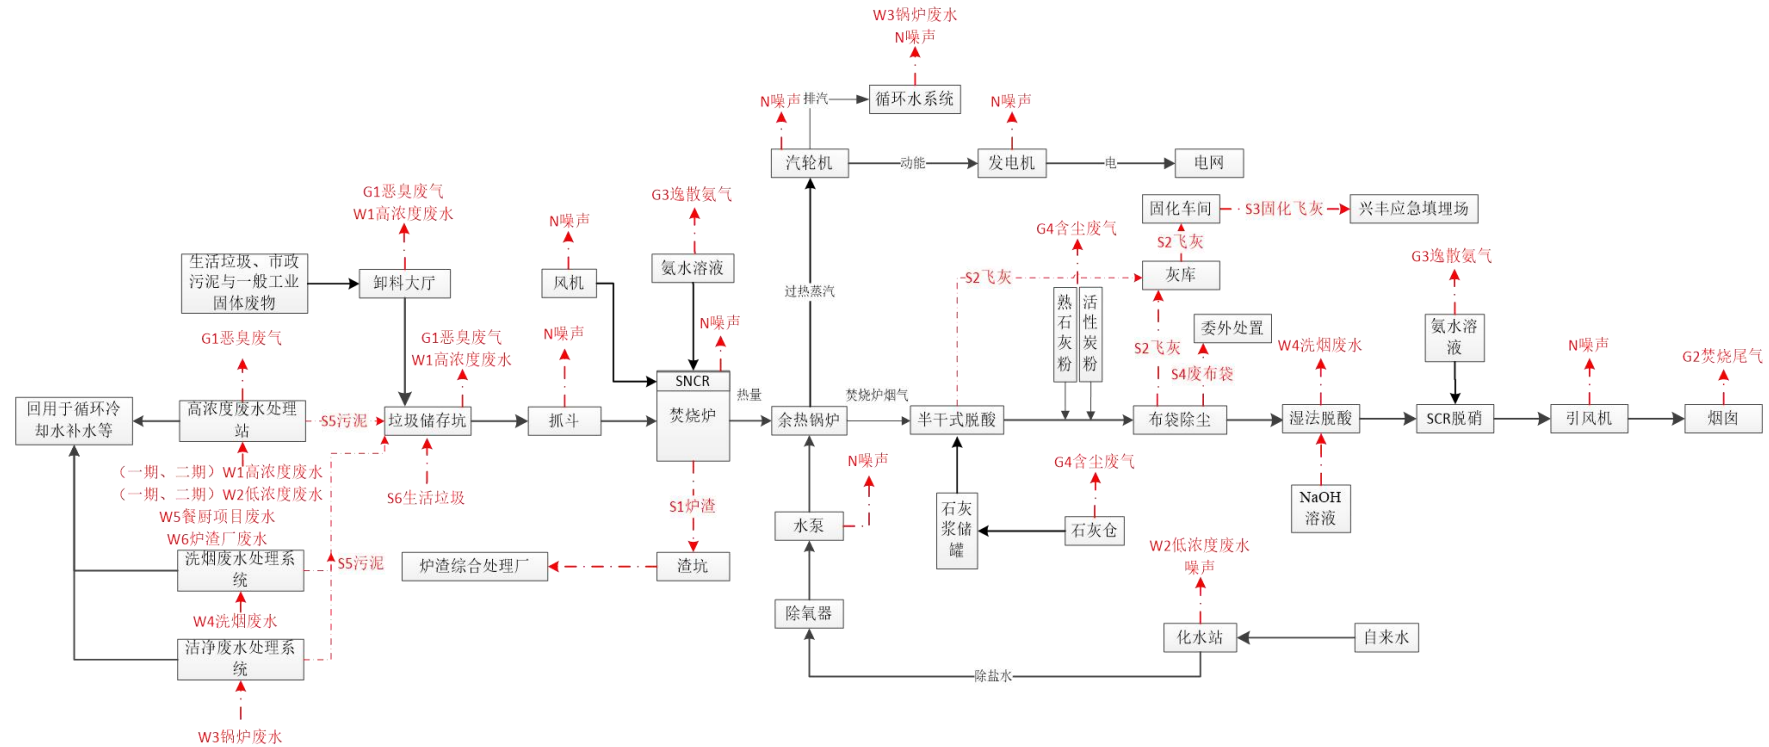 W3锅炉废水
N噪声
N噪声
排汽
循环水系统
N噪声
汽轮机
动能
发电机
电
电网
G1恶臭废气
W1高浓度废水
G3逸散氨气
N噪声
固化车间
S3固化飞灰
兴丰应急填埋场
G4含尘废气
S2飞灰
生活垃圾、市政
污泥与一般工业
固体废物
卸料大厅
风机
氨水溶液
过热蒸汽
S2飞灰
灰库
G3逸散氨气
熟石灰粉
活性炭粉
委外处置
氨水溶
液
G1恶臭废气
G1恶臭废气
W1高浓度废水
N噪声
N噪声
S2飞灰
S4废布袋
W4洗烟废水
N噪声
G2焚烧尾气
SNCR
焚烧炉
热量
焚烧炉烟气
回用于循环冷
却水补水等
高浓度废水处理
站
S5污泥
垃圾储存坑
抓斗
余热锅炉
半干式脱酸
布袋除尘
湿法脱酸
SCR脱硝
引风机
烟囱
（一期、二期）W1高浓度废水
（一期、二期）W2低浓度废水
W5餐厨项目废水
W6炉渣厂废水
S6生活垃圾
S1炉渣
N噪声
G4含尘废气
NaOH
溶液
水泵
石灰
浆储
罐
石灰仓
洗烟废水处理系
统
S5污泥
炉渣综合处理厂
渣坑
W2低浓度废水
噪声
W4洗烟废水
除氧器
化水站
自来水
洁净废水处理系
统
除盐水
W3锅炉废水